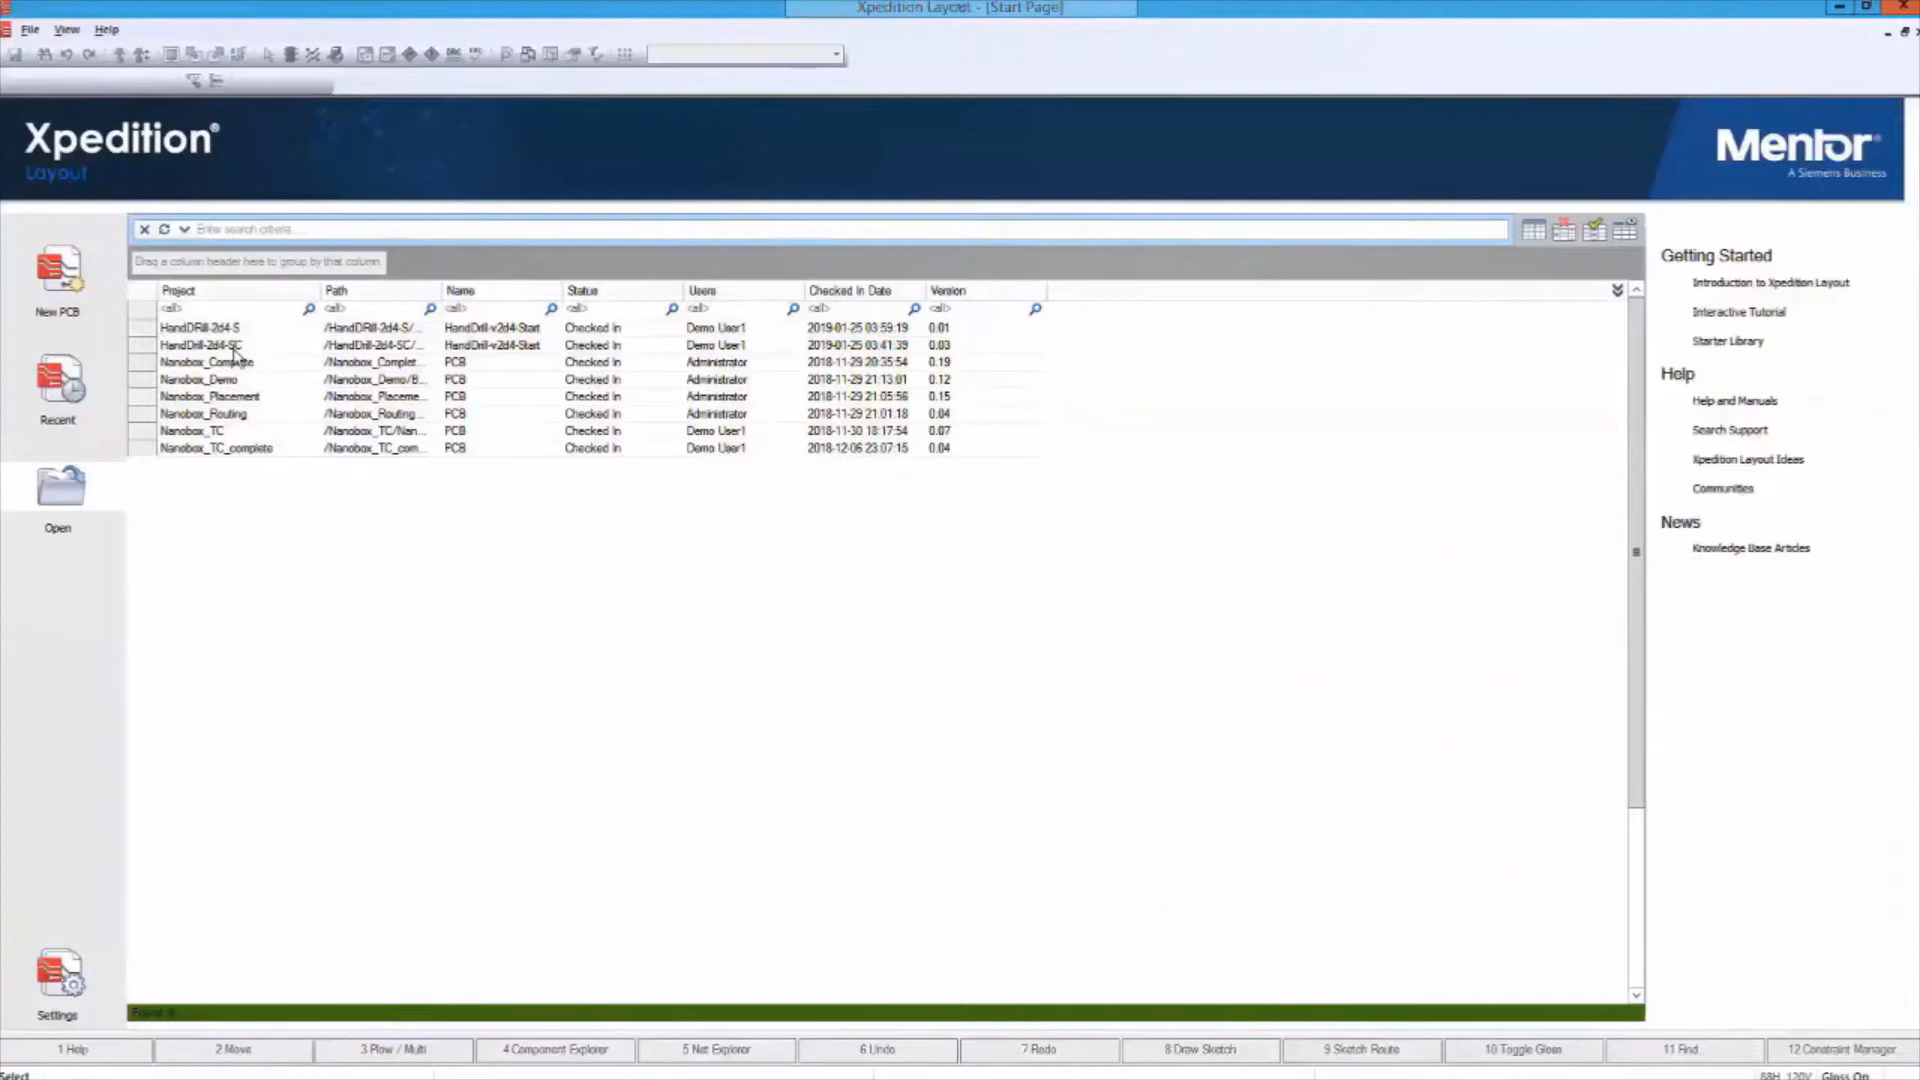 Xpedition Layout - [Start Page]
File View Help
Xpedition®
Layout
Mentor®
A Siemens Business
Enter search criteria...
Drag a column header here to group by that column
Project Path Name Status Users Checked In Date Version
<all> <all> <all> <all> <all> <all> <all>
HandDRill-2d4-S /HandDRill-2d4-S/... HandDrill-v2d4-Start Checked In Demo User1 2019-01-25 03:59:19 0.01
HandDrill-2d4-SC /HandDrill-2d4-SC/... HandDrill-v2d4-Start Checked In Demo User1 2019-01-25 03:41:39 0.03
Nanobox_Complete /Nanobox_Complet... PCB Checked In Administrator 2018-11-29 20:35:54 0.19
Nanobox_Demo /Nanobox_Demo/B... PCB Checked In Administrator 2018-11-29 21:13:01 0.12
Nanobox_Placement /Nanobox_Placeme... PCB Checked In Administrator 2018-11-29 21:05:56 0.15
Nanobox_Routing /Nanobox_Routing... PCB Checked In Administrator 2018-11-29 21:01:18 0.04
Nanobox_TC /Nanobox_TC/Nan... PCB Checked In Demo User1 2018-11-30 18:17:54 0.07
Nanobox_TC_complete /Nanobox_TC_com... PCB Checked In Demo User1 2018-12-06 23:07:15 0.04
New PCB
Recent
Open
Settings
Getting Started
Introduction to Xpedition Layout
Interactive Tutorial
Starter Library
Help
Help and Manuals
Search Support
Xpedition Layout Ideas
Communities
News
Knowledge Base Articles
Found: 8
1 Help 2 Move 3 Plow / Multi 4 Component Explorer 5 Net Explorer 6 Undo 7 Redo 8 Draw Sketch 9 Sketch Route 10 Toggle Gloss 11 Find 12 Constraint Manager...
Select 88H, 120V Gloss On